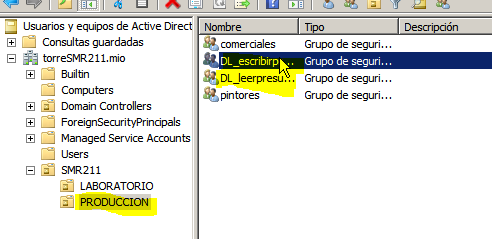 Usuarios y equipos de Active Direct
Consultas guardadas
torreSMR211.mio
Builtin
Computers
Domain Controllers
ForeignSecurityPrincipals
Managed Service Accounts
Users
SMR211
LABORATORIO
PRODUCCION
Nombre Tipo Descripción
comerciales Grupo de seguri...
DL_escribirp... Grupo de seguri...
DL_leerpresu... Grupo de seguri...
pintores Grupo de seguri...